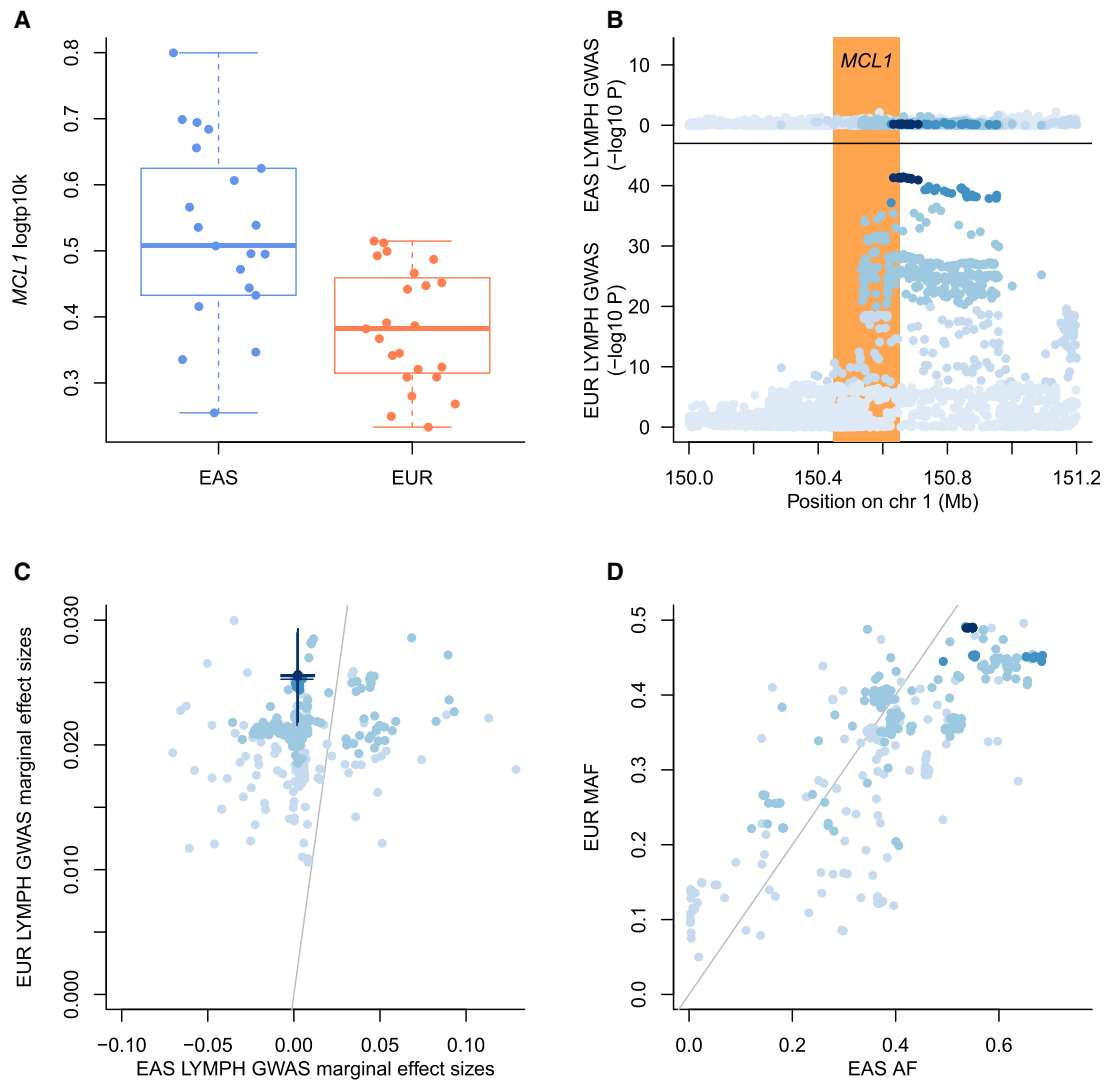 A
MCL1 logtp10k
0.8
0.7
0.6
0.5
0.4
0.3
EAS
EUR
B
EAS LYMPH GWAS
(−log10 P)
EUR LYMPH GWAS
(−log10 P)
MCL1
10
0
40
30
20
10
0
150.0
150.4
150.8
151.2
Position on chr 1 (Mb)
C
EUR LYMPH GWAS marginal effect sizes
0.030
0.020
0.010
0.000
−0.10
−0.05
0.00
0.05
0.10
EAS LYMPH GWAS marginal effect sizes
D
EUR MAF
0.5
0.4
0.3
0.2
0.1
0.0
0.0
0.2
0.4
0.6
EAS AF